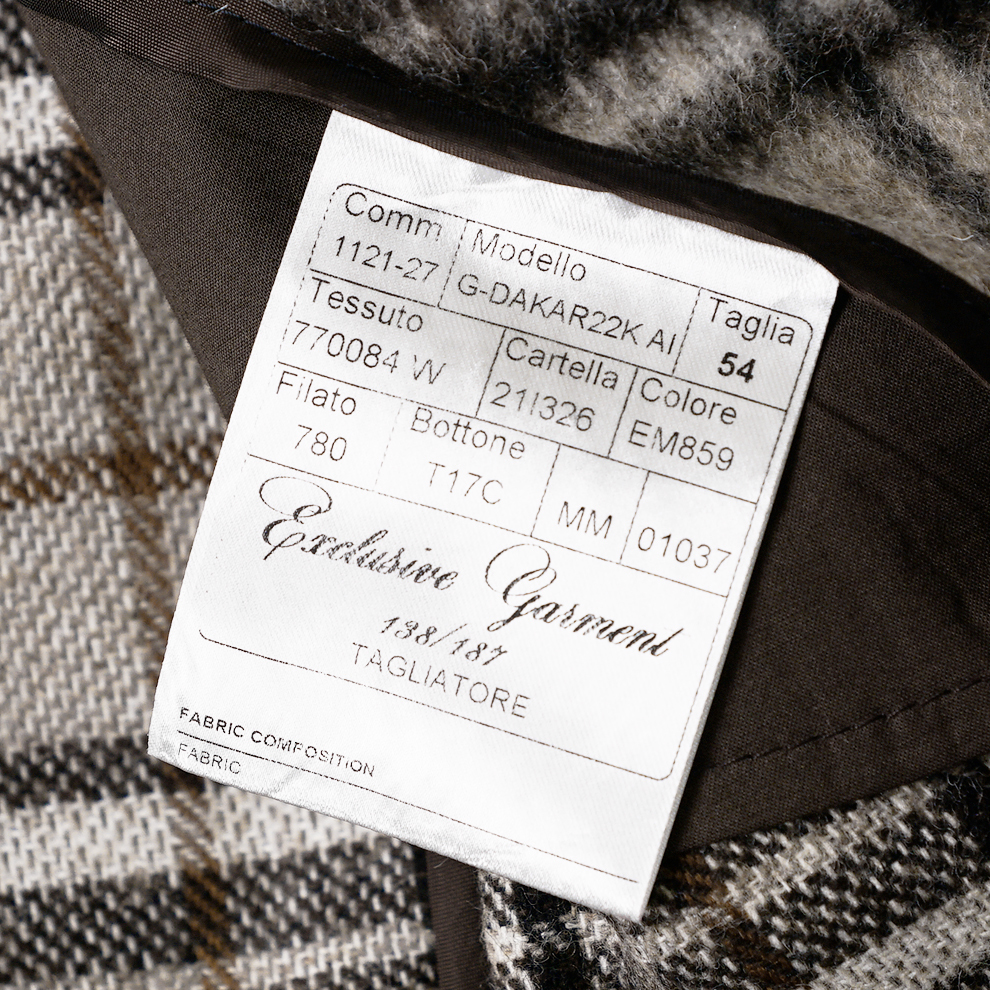 Comm Modello Taglia
1121-27 G-DAKAR22K AI 54
Tessuto Cartella Colore
770084 W 21I326 EM859
Filato Bottone
780 T17C MM 01037
Exclusive Garment
138/187
TAGLIATORE
FABRIC COMPOSITION
FABRIC